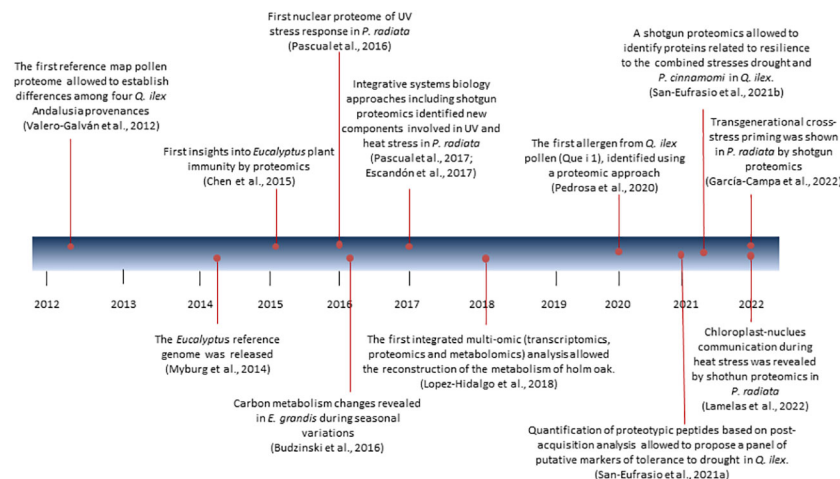 The first reference map pollen
proteome allowed to establish
differences among four Q. ilex
Andalusia provenances
(Valero-Galván et al., 2012)
First insights into Eucalyptus plant
immunity by proteomics
(Chen et al., 2015)
First nuclear proteome of UV
stress response in P. radiata
(Pascual et al., 2016)
Integrative systems biology
approaches including shotgun
proteomics identified new
components involved in UV and
heat stress in P. radiata
(Pascual et al., 2017;
Escandón et al., 2017)
The first allergen from Q. ilex
pollen (Que i 1), identified using
a proteomic approach
(Pedrosa et al., 2020)
A shotgun proteomics allowed to
identify proteins related to resilience
to the combined stresses drought and
P. cinnamomi in Q. ilex.
(San-Eufrasio et al., 2021b)
Transgenerational cross-
stress priming was shown
in P. radiata by shotgun
proteomics
(García-Campa et al., 2022)
2012 2013 2014 2015 2016 2017 2018 2019 2020 2021 2022
The Eucalyptus reference
genome was released
(Myburg et al., 2014)
Carbon metabolism changes revealed
in E. grandis during seasonal
variations
(Budzinski et al., 2016)
The first integrated multi-omic (transcriptomics,
proteomics and metabolomics) analysis allowed
the reconstruction of the metabolism of holm oak.
(Lopez-Hidalgo et al., 2018)
Quantification of proteotypic peptides based on post-
acquisition analysis allowed to propose a panel of
putative markers of tolerance to drought in Q. ilex.
(San-Eufrasio et al., 2021a)
Chloroplast-nuclues
communication during
heat stress was revealed
by shothun proteomics in
P. radiata
(Lamelas et al., 2022)